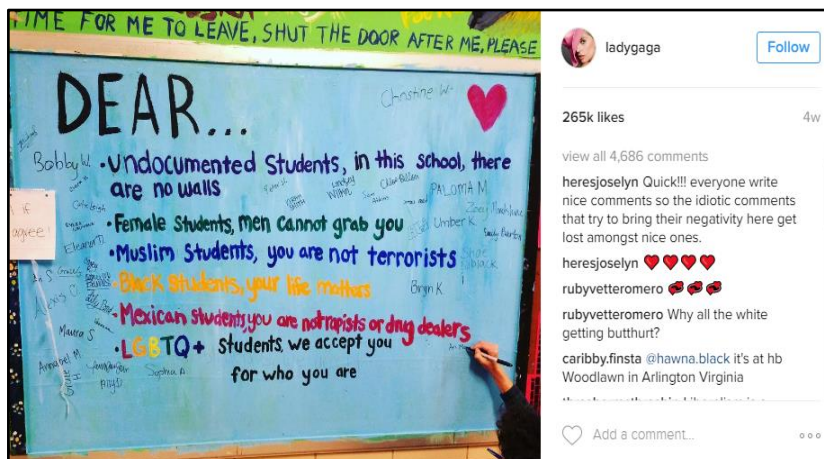 TIME FOR ME TO LEAVE, SHUT THE DOOR AFTER ME, PLEASE
DEAR...
Christine W.
Bobby W.
•Undocumented Students, in this school, there
are no walls
•Female Students, men cannot grab you
•Muslim Students, you are not terrorists
•Black Students, your life matters
•Mexican Students, you are not rapists or drug dealers
•LGBTQ+ Students, we accept you
for who you are
if
agree!
PALOMA M
Umber K
Bryn K
Eleanor D.
Alexis C
Maura S
Annabel M
Sophia A
ladygaga
Follow
265k likes
4w
view all 4,686 comments
heresjoselyn Quick!!! everyone write
nice comments so the idiotic comments
that try to bring their negativity here get
lost amongst nice ones.
heresjoselyn ♥♥♥♥
rubyvetteromero
rubyvetteromero Why all the white
getting butthurt?
caribby.finsta @hawna.black it's at hb
Woodlawn in Arlington Virginia
Add a comment...